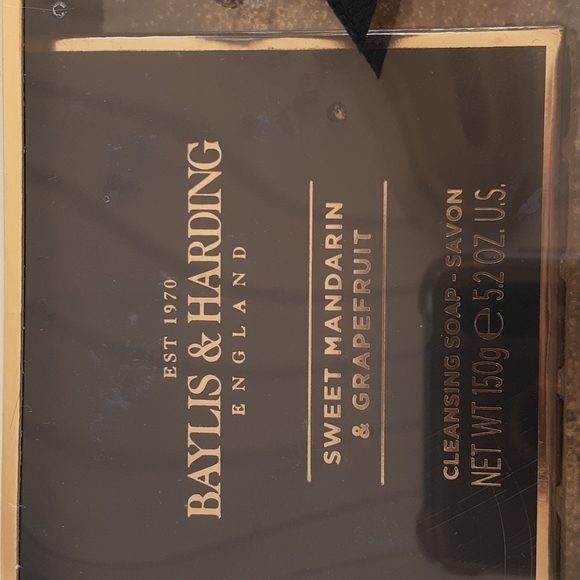 EST 1970
BAYLIS & HARDING
ENGLAND
SWEET MANDARIN
& GRAPEFRUIT
CLEANSING SOAP - SAVON
NET WT 150g ℮ 5.2 OZ. U.S.